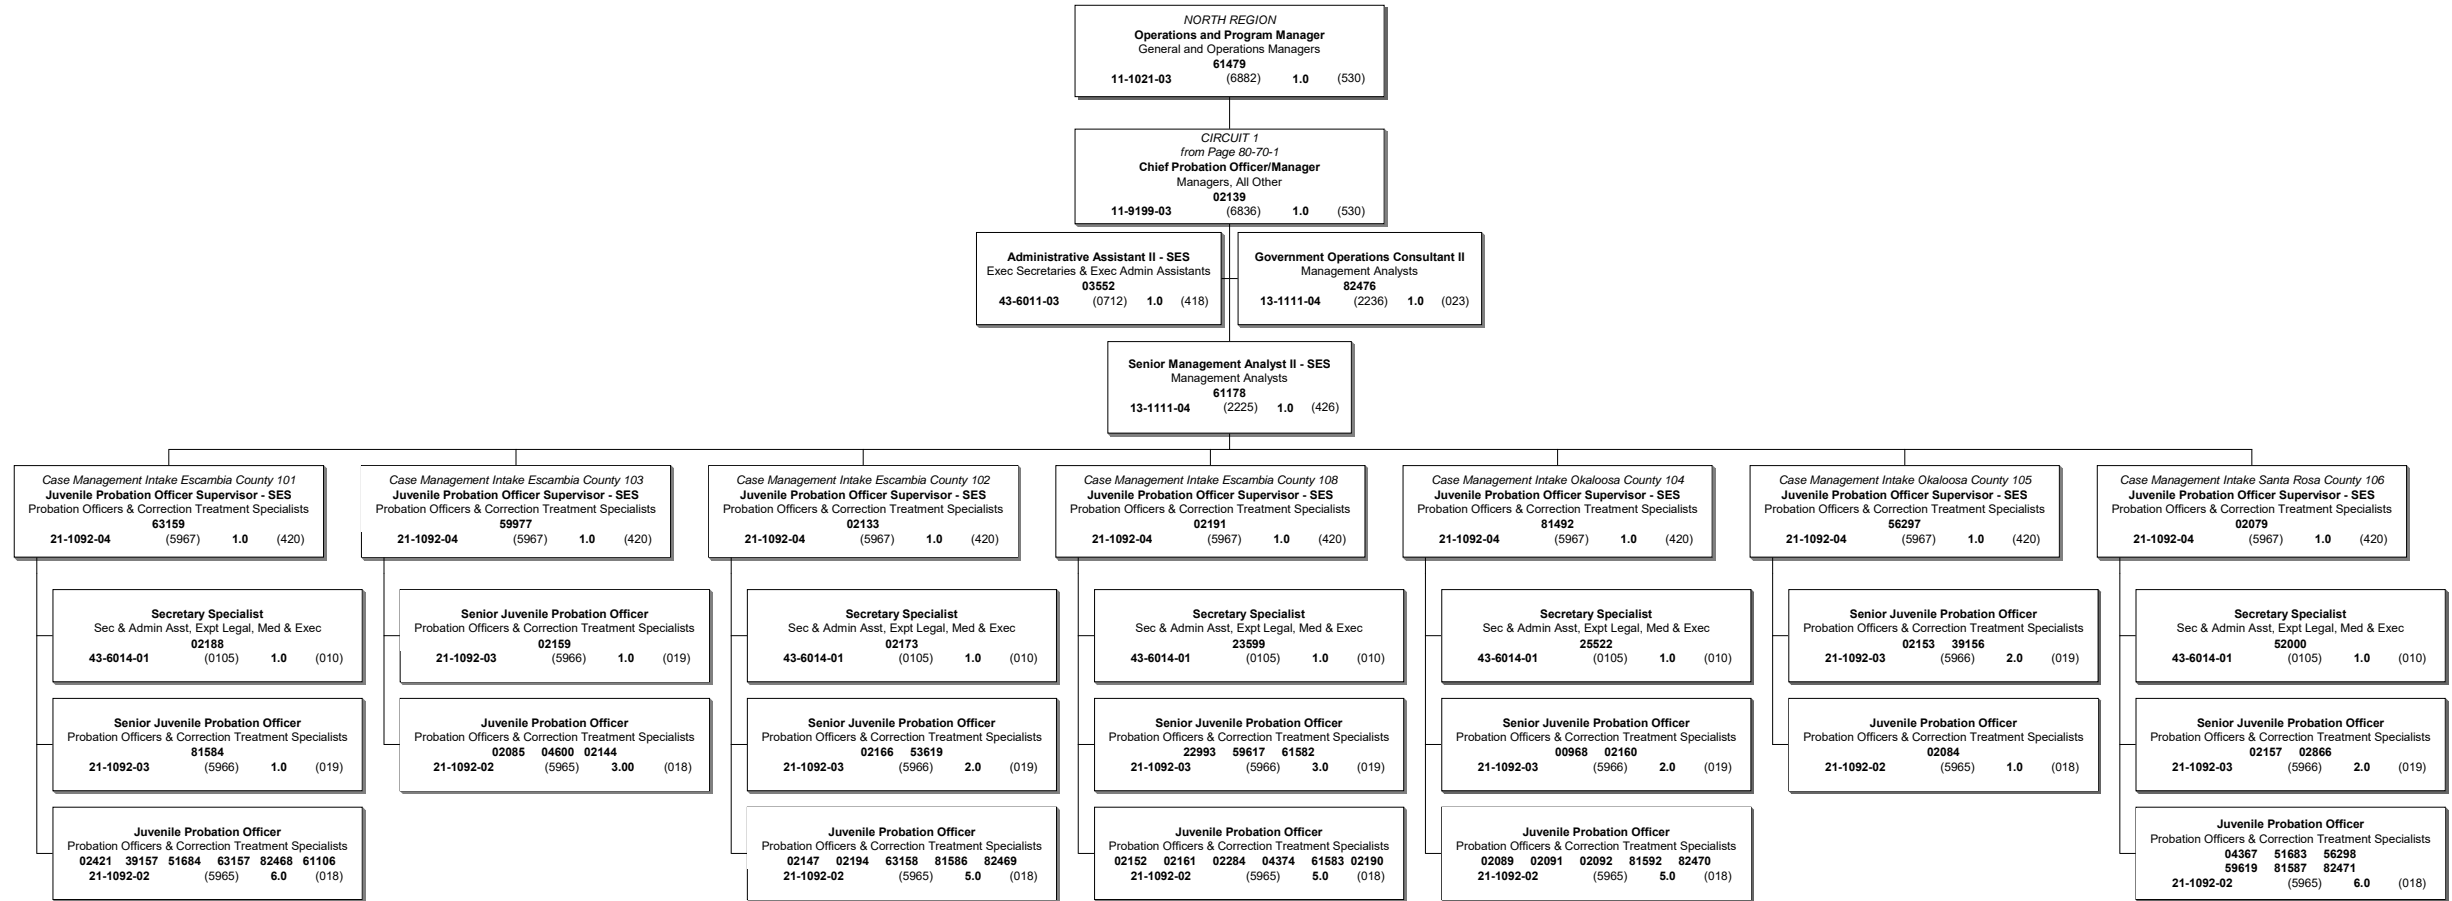 NORTH REGION
Operations and Program Manager
General and Operations Managers
61479
11-1021-03 (6882) 1.0 (530)
CIRCUIT 1
from Page 80-70-1
Chief Probation Officer/Manager
Managers, All Other
02139
11-9199-03 (6836) 1.0 (530)
Administrative Assistant II - SES
Exec Secretaries & Exec Admin Assistants
03552
43-6011-03 (0712) 1.0 (418)
Government Operations Consultant II
Management Analysts
82476
13-1111-04 (2236) 1.0 (023)
Senior Management Analyst II - SES
Management Analysts
61178
13-1111-04 (2225) 1.0 (426)
Case Management Intake Escambia County 101
Juvenile Probation Officer Supervisor - SES
Probation Officers & Correction Treatment Specialists
63159
21-1092-04 (5967) 1.0 (420)
Secretary Specialist
Sec & Admin Asst, Expt Legal, Med & Exec
02188
43-6014-01 (0105) 1.0 (010)
Senior Juvenile Probation Officer
Probation Officers & Correction Treatment Specialists
81584
21-1092-03 (5966) 1.0 (019)
Juvenile Probation Officer
Probation Officers & Correction Treatment Specialists
02421 39157 51684 63157 82468 61106
21-1092-02 (5965) 6.0 (018)
Case Management Intake Escambia County 103
Juvenile Probation Officer Supervisor - SES
Probation Officers & Correction Treatment Specialists
59977
21-1092-04 (5967) 1.0 (420)
Senior Juvenile Probation Officer
Probation Officers & Correction Treatment Specialists
02159
21-1092-03 (5966) 1.0 (019)
Juvenile Probation Officer
Probation Officers & Correction Treatment Specialists
02085 04600 02144
21-1092-02 (5965) 3.00 (018)
Case Management Intake Escambia County 102
Juvenile Probation Officer Supervisor - SES
Probation Officers & Correction Treatment Specialists
02133
21-1092-04 (5967) 1.0 (420)
Secretary Specialist
Sec & Admin Asst, Expt Legal, Med & Exec
02173
43-6014-01 (0105) 1.0 (010)
Senior Juvenile Probation Officer
Probation Officers & Correction Treatment Specialists
02166 53619
21-1092-03 (5966) 2.0 (019)
Juvenile Probation Officer
Probation Officers & Correction Treatment Specialists
02147 02194 63158 81586 82469
21-1092-02 (5965) 5.0 (018)
Case Management Intake Escambia County 108
Juvenile Probation Officer Supervisor - SES
Probation Officers & Correction Treatment Specialists
02191
21-1092-04 (5967) 1.0 (420)
Secretary Specialist
Sec & Admin Asst, Expt Legal, Med & Exec
23599
43-6014-01 (0105) 1.0 (010)
Senior Juvenile Probation Officer
Probation Officers & Correction Treatment Specialists
22993 59617 61582
21-1092-03 (5966) 3.0 (019)
Juvenile Probation Officer
Probation Officers & Correction Treatment Specialists
02152 02161 02284 04374 61583 02190
21-1092-02 (5965) 5.0 (018)
Case Management Intake Okaloosa County 104
Juvenile Probation Officer Supervisor - SES
Probation Officers & Correction Treatment Specialists
81492
21-1092-04 (5967) 1.0 (420)
Secretary Specialist
Sec & Admin Asst, Expt Legal, Med & Exec
25522
43-6014-01 (0105) 1.0 (010)
Senior Juvenile Probation Officer
Probation Officers & Correction Treatment Specialists
00968 02160
21-1092-03 (5966) 2.0 (019)
Juvenile Probation Officer
Probation Officers & Correction Treatment Specialists
02089 02091 02092 81592 82470
21-1092-02 (5965) 5.0 (018)
Case Management Intake Okaloosa County 105
Juvenile Probation Officer Supervisor - SES
Probation Officers & Correction Treatment Specialists
56297
21-1092-04 (5967) 1.0 (420)
Senior Juvenile Probation Officer
Probation Officers & Correction Treatment Specialists
02153 39156
21-1092-03 (5966) 2.0 (019)
Juvenile Probation Officer
Probation Officers & Correction Treatment Specialists
02084
21-1092-02 (5965) 1.0 (018)
Case Management Intake Santa Rosa County 106
Juvenile Probation Officer Supervisor - SES
Probation Officers & Correction Treatment Specialists
02079
21-1092-04 (5967) 1.0 (420)
Secretary Specialist
Sec & Admin Asst, Expt Legal, Med & Exec
52000
43-6014-01 (0105) 1.0 (010)
Senior Juvenile Probation Officer
Probation Officers & Correction Treatment Specialists
02157 02866
21-1092-03 (5966) 2.0 (019)
Juvenile Probation Officer
Probation Officers & Correction Treatment Specialists
04367 51683 56298
59619 81587 82471
21-1092-02 (5965) 6.0 (018)